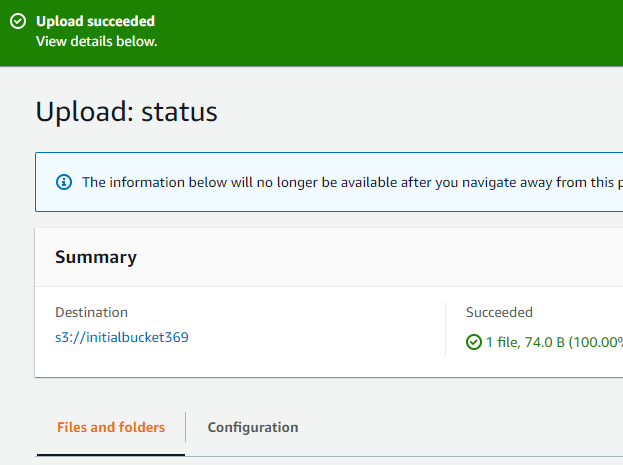 Upload succeeded
View details below.
Upload: status
The information below will no longer be available after you navigate away from this
Summary
Destination
Succeeded
s3://initialbucket369
1 file, 74.0 B (100.00%
Files and folders
Configuration